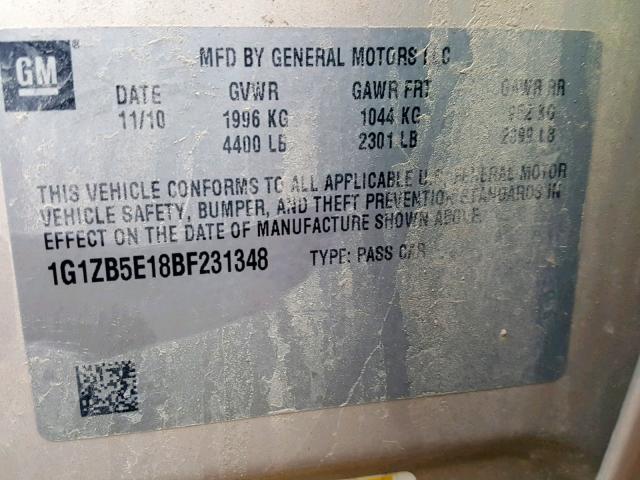 GM ®
MFD BY GENERAL MOTORS LLC
DATE GVWR GAWR FRT GAWR RR
11/10 1996 KG 1044 KG KG
4400 LB 2301 LB LB
THIS VEHICLE CONFORMS TO ALL APPLICABLE U.S. FEDERAL MOTOR
VEHICLE SAFETY, BUMPER, AND THEFT PREVENTION STANDARDS IN
EFFECT ON THE DATE OF MANUFACTURE SHOWN ABOVE.
1G1ZB5E18BF231348 TYPE: PASS CAR